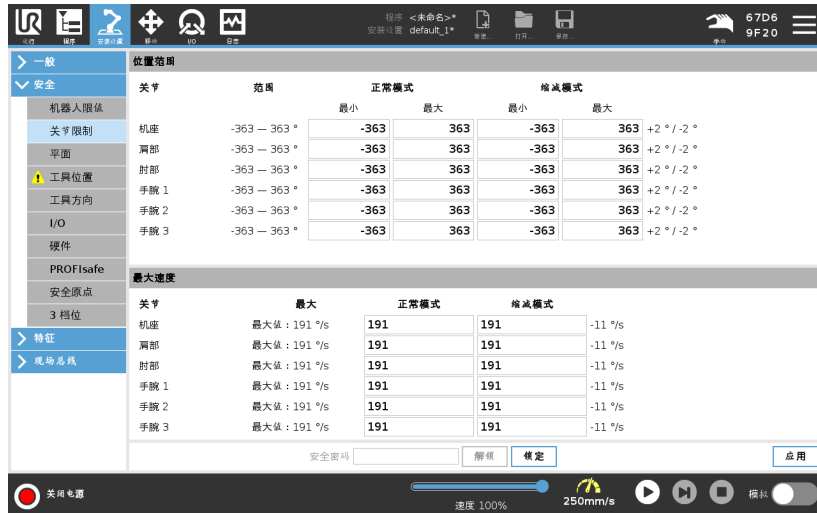 UR
运行 程序 安装设置 移动 I/O 日志
程序 <未命名>*
安装设置 default_1*
新建... 打开... 保存...
手动
67D6
9F20
一般
安全
机器人限值
关节限制
平面
工具位置
工具方向
I/O
硬件
PROFIsafe
安全原点
3 档位
特征
现场总线
位置范围
关节 范围 正常模式 缩减模式
最小 最大 最小 最大
机座 -363 — 363 ° -363 363 -363 363 +2 ° / -2 °
肩部 -363 — 363 ° -363 363 -363 363 +2 ° / -2 °
肘部 -363 — 363 ° -363 363 -363 363 +2 ° / -2 °
手腕 1 -363 — 363 ° -363 363 -363 363 +2 ° / -2 °
手腕 2 -363 — 363 ° -363 363 -363 363 +2 ° / -2 °
手腕 3 -363 — 363 ° -363 363 -363 363 +2 ° / -2 °
最大速度
关节 最大 正常模式 缩减模式
机座 最大值：191 °/s 191 191 -11 °/s
肩部 最大值：191 °/s 191 191 -11 °/s
肘部 最大值：191 °/s 191 191 -11 °/s
手腕 1 最大值：191 °/s 191 191 -11 °/s
手腕 2 最大值：191 °/s 191 191 -11 °/s
手腕 3 最大值：191 °/s 191 191 -11 °/s
安全密码 解锁 锁定 应用
关闭电源
速度 100%
250mm/s
模拟